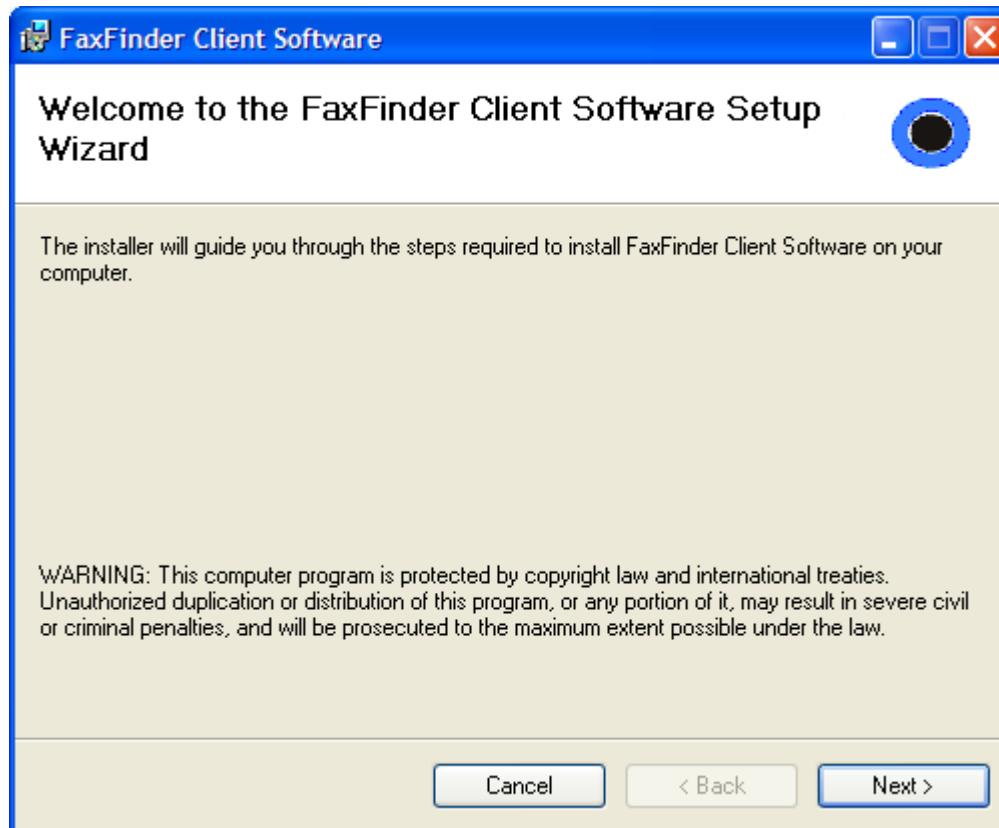 FaxFinder Client Software
Welcome to the FaxFinder Client Software Setup
Wizard
The installer will guide you through the steps required to install FaxFinder Client Software on your
computer.
WARNING: This computer program is protected by copyright law and international treaties.
Unauthorized duplication or distribution of this program, or any portion of it, may result in severe civil
or criminal penalties, and will be prosecuted to the maximum extent possible under the law.
Cancel < Back Next >